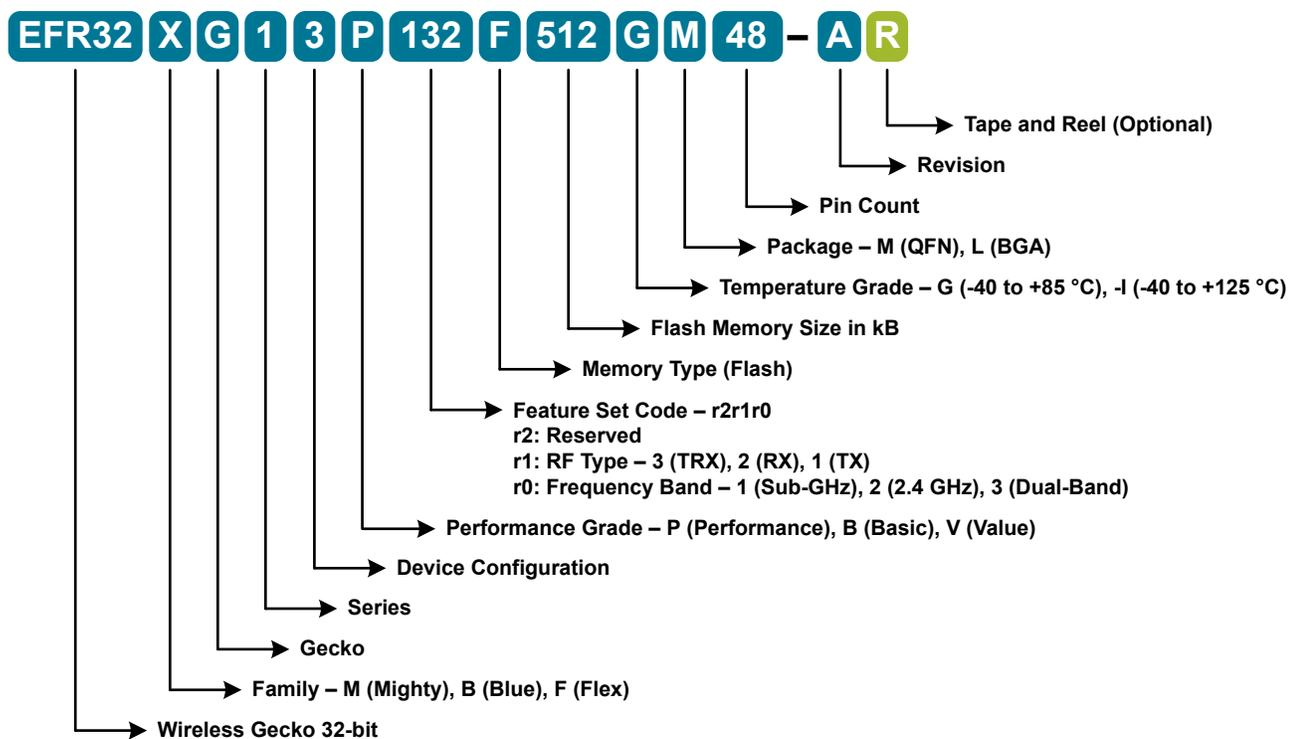 EFR32 X G 1 3 P 132 F 512 G M 48 – A R
Tape and Reel (Optional)
Revision
Pin Count
Package – M (QFN), L (BGA)
Temperature Grade – G (-40 to +85 °C), -I (-40 to +125 °C)
Flash Memory Size in kB
Memory Type (Flash)
Feature Set Code – r2r1r0
r2: Reserved
r1: RF Type – 3 (TRX), 2 (RX), 1 (TX)
r0: Frequency Band – 1 (Sub-GHz), 2 (2.4 GHz), 3 (Dual-Band)
Performance Grade – P (Performance), B (Basic), V (Value)
Device Configuration
Series
Gecko
Family – M (Mighty), B (Blue), F (Flex)
Wireless Gecko 32-bit